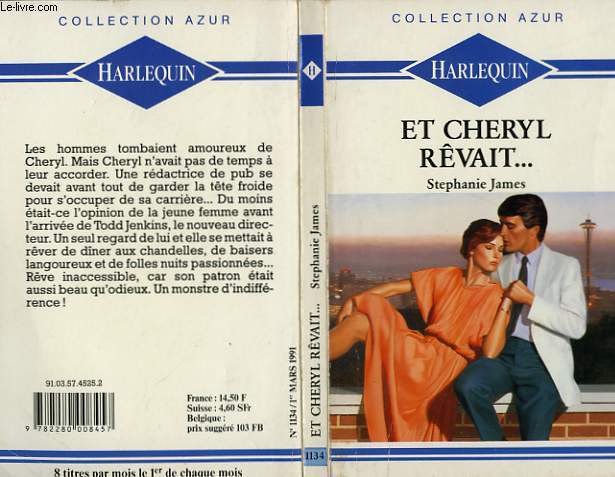 Le-livre.com
COLLECTION AZUR
HARLEQUIN
Les hommes tombaient amoureux de
Cheryl. Mais Cheryl n'avait pas de temps à
leur accorder. Une rédactrice de pub se
devait avant tout de garder la tête froide
pour s'occuper de sa carrière... Du moins
était-ce l'opinion de la jeune femme avant
l'arrivée de Todd Jenkins, le nouveau direc-
teur. Un seul regard de lui et elle se mettait à
rêver de dîner aux chandelles, de baisers
langoureux et de folles nuits passionnées...
Rêve inaccessible, car son patron était
aussi beau qu'odieux. Un monstre d'indiffé-
rence !
91.03.57.4525.2
9 782280 008457
France : 14,50 F
Suisse : 4,60 SFr
Belgique :
prix suggéré 103 FB
8 titres par mois le 1er de chaque mois
H
N° 1134 / 1er MARS 1991
ET CHERYL RÊVAIT... Stephanie James
1134
COLLECTION AZUR
HARLEQUIN
ET CHERYL
RÊVAIT...
Stephanie James